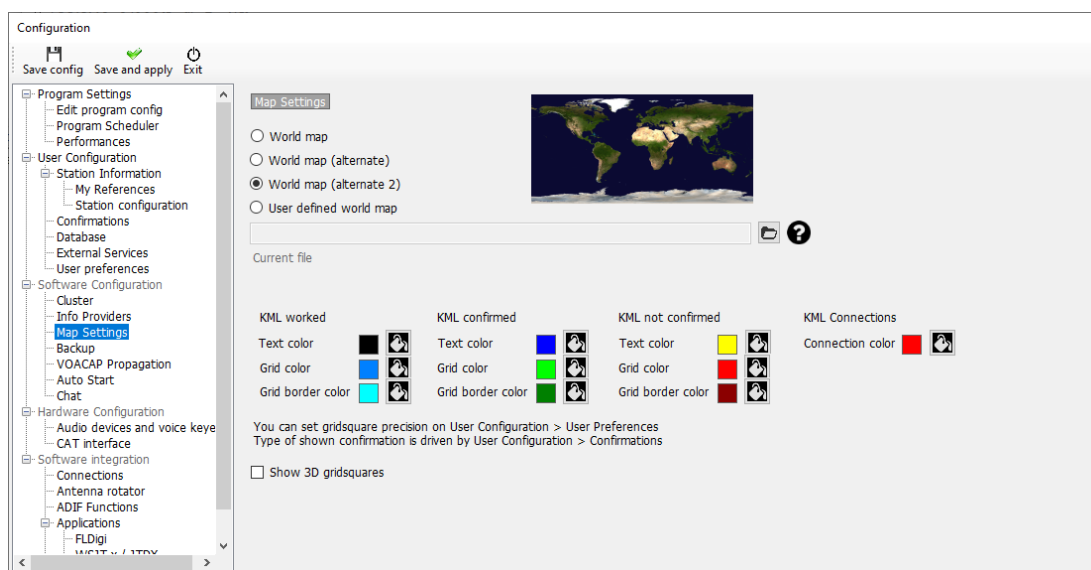 Configuration
Save config Save and apply Exit
Program Settings
Edit program config
Program Scheduler
Performances
User Configuration
Station Information
My References
Station configuration
Confirmations
Database
External Services
User preferences
Software Configuration
Cluster
Info Providers
Map Settings
Backup
VOACAP Propagation
Auto Start
Chat
Hardware Configuration
Audio devices and voice keye
CAT interface
Software integration
Connections
Antenna rotator
ADIF Functions
Applications
FLDigi
WSJT-x / JTDX
Map Settings
World map
World map (alternate)
World map (alternate 2)
User defined world map
?
Current file
KML worked
Text color
Grid color
Grid border color
KML confirmed
Text color
Grid color
Grid border color
KML not confirmed
Text color
Grid color
Grid border color
KML Connections
Connection color
You can set gridsquare precision on User Configuration > User Preferences
Type of shown confirmation is driven by User Configuration > Confirmations
Show 3D gridsquares